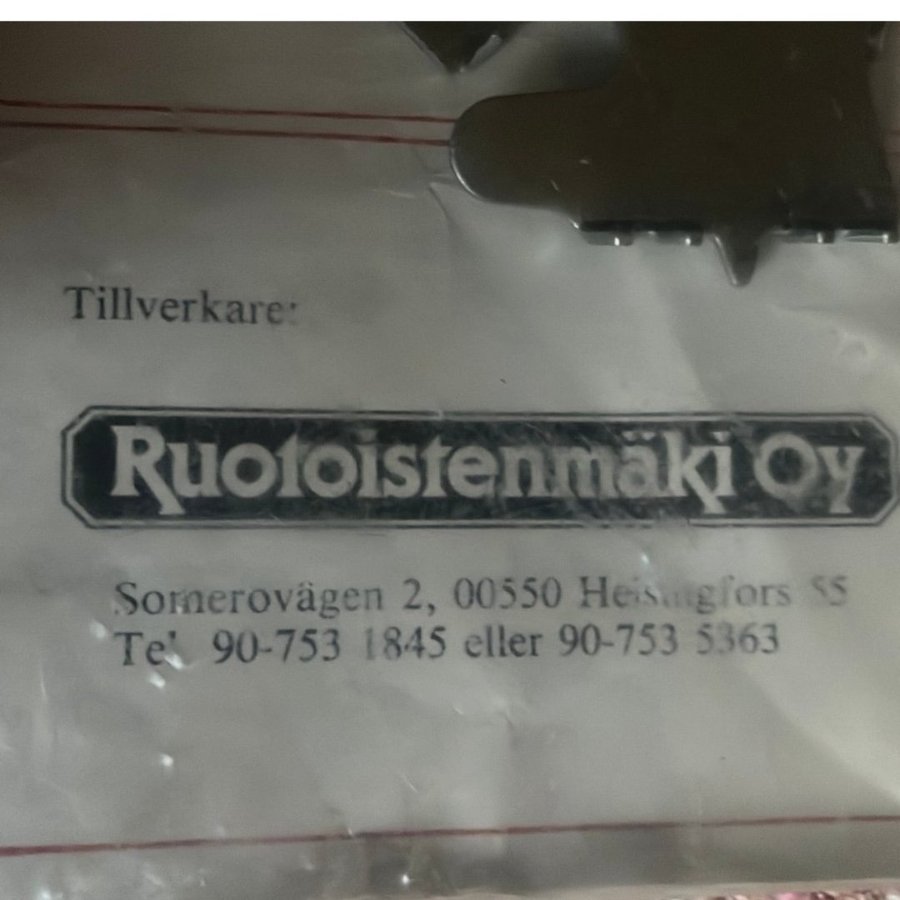 Tillverkare:
Ruotoistenmäki Oy
Somerovägen 2, 00550 Helsingfors 55
Tel. 90-753 1845 eller 90-753 5363